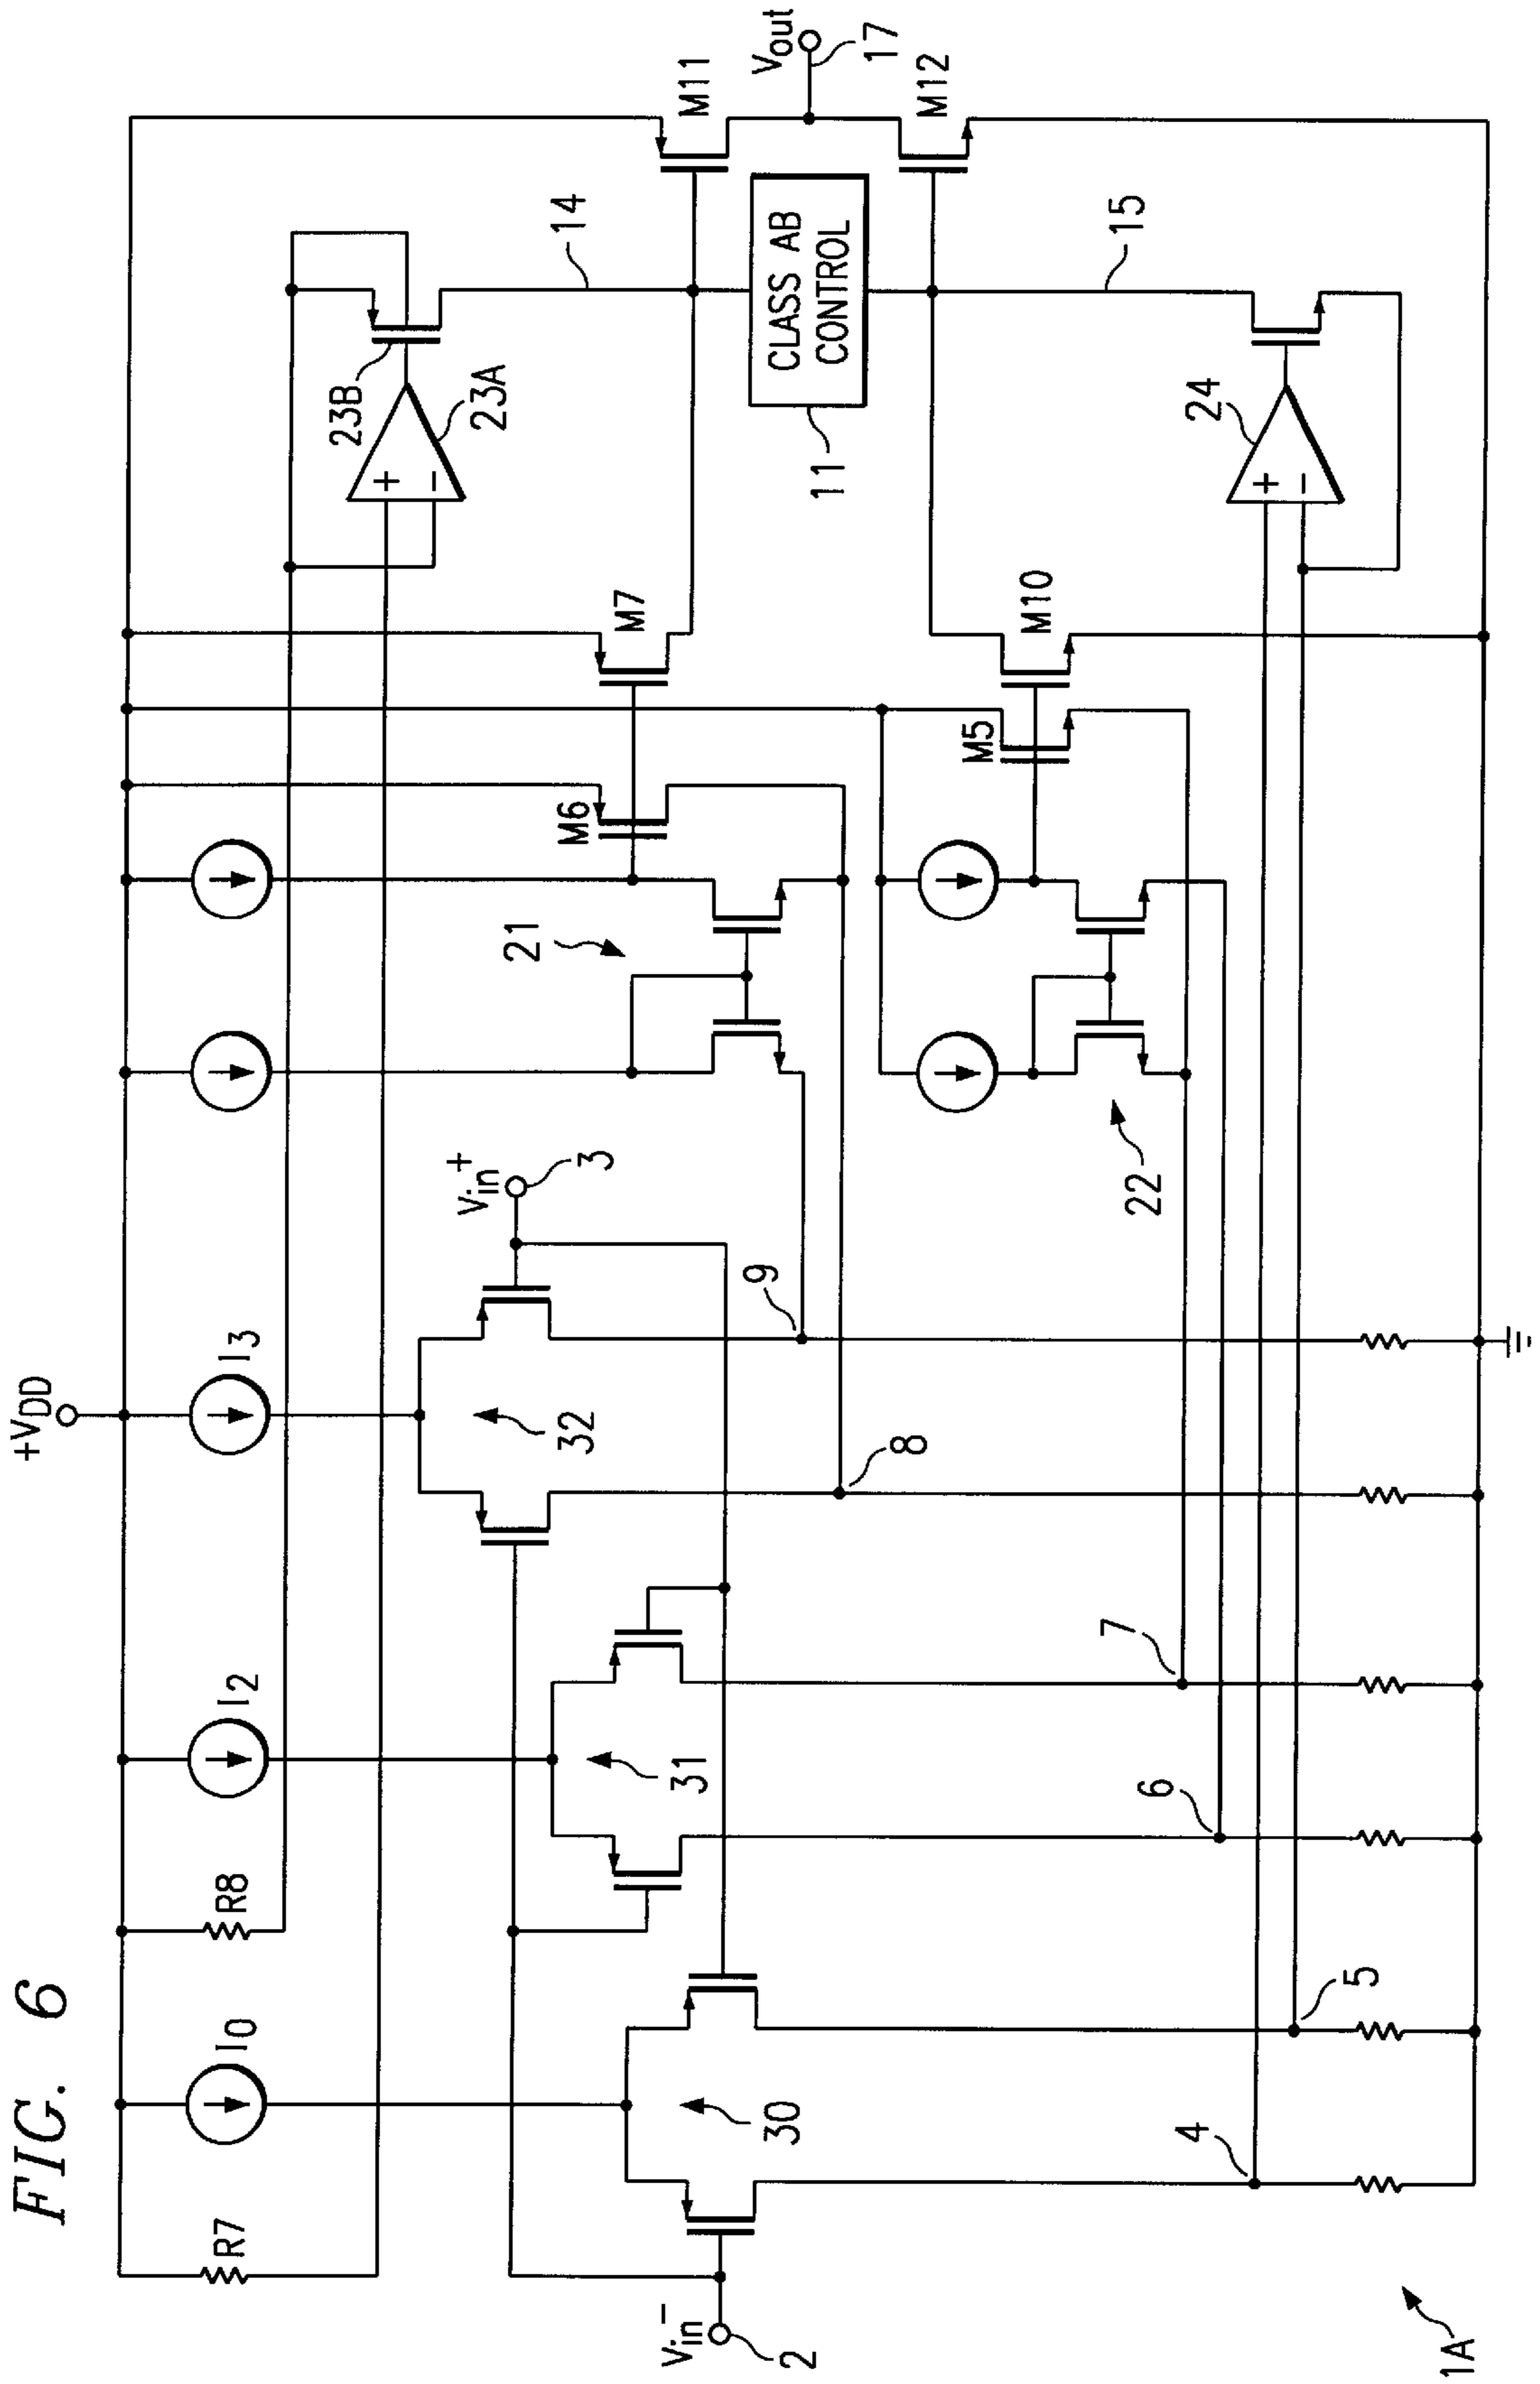 FIG. 6
+VDD
R7
I0
R8
I2
I3
Vin−
2
30
31
32
Vin+
3
9
8
7
6
5
4
21
22
M6
M7
M5
M10
23B
23A
+
−
14
CLASS AB
CONTROL
11
15
24
+
−
M11
M12
Vout
17
1A